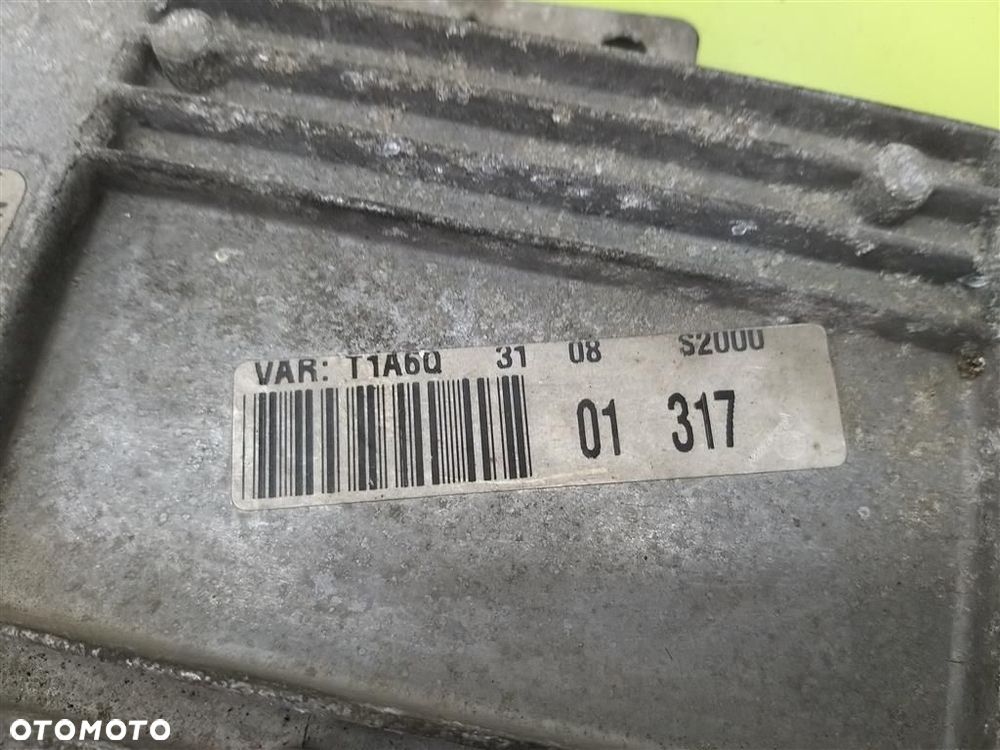 VAR: T1A6Q 31 08 S2000
01 317
OTOMOTO